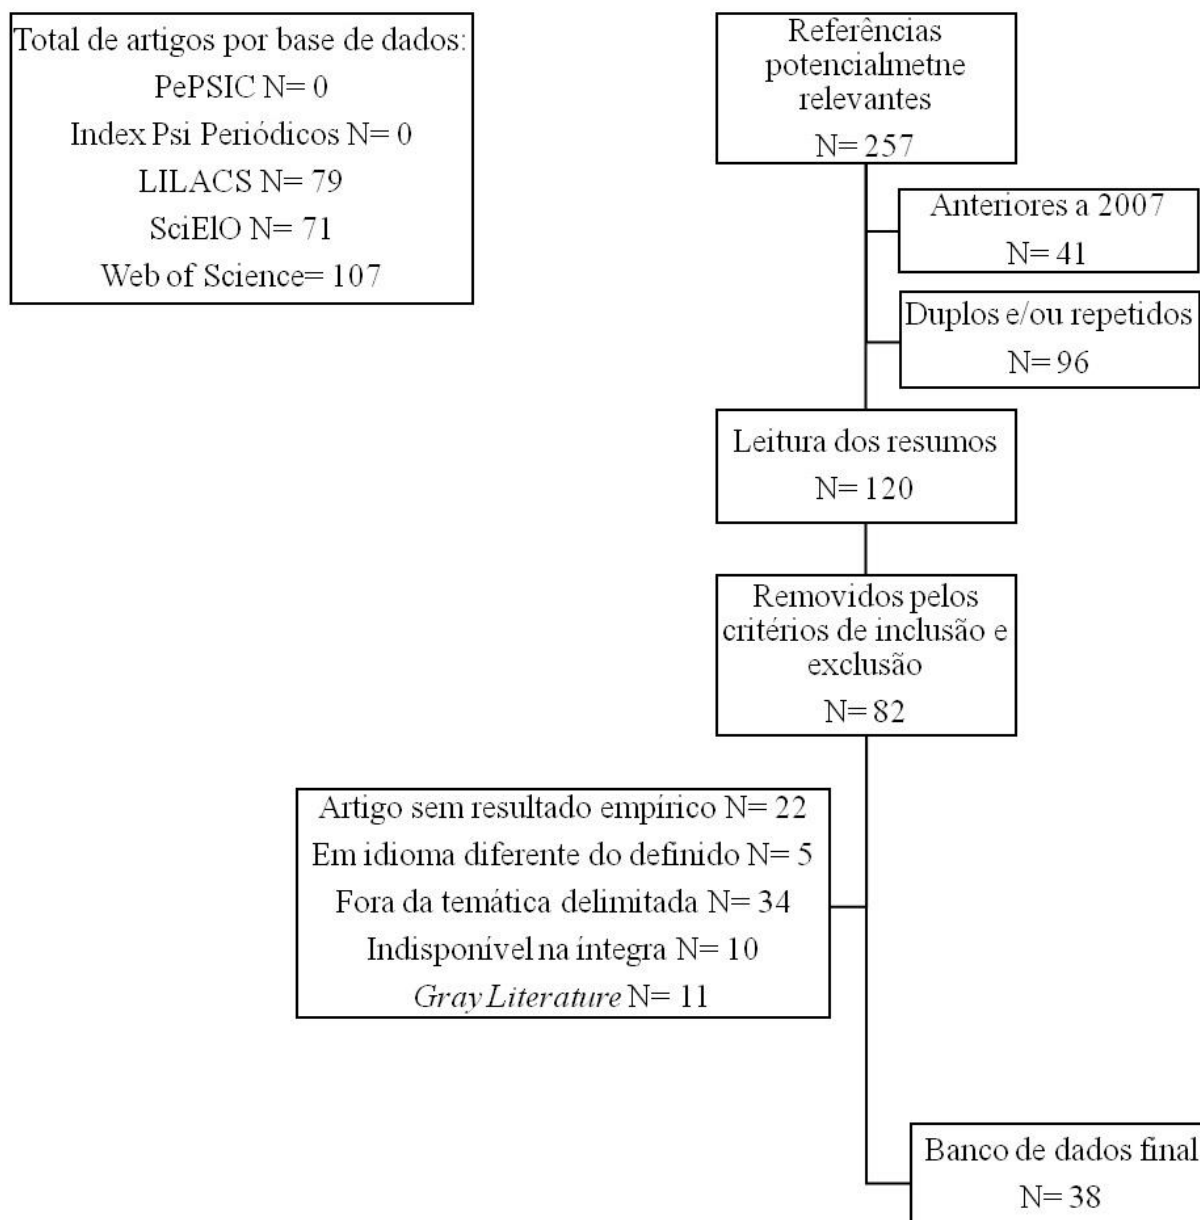 Total de artigos por base de dados:
PePSIC N= 0
Index Psi Periódicos N= 0
LILACS N= 79
SciElO N= 71
Web of Science= 107
Referências
potencialmetne
relevantes
N= 257
Anteriores a 2007
N= 41
Duplos e/ou repetidos
N= 96
Leitura dos resumos
N= 120
Removidos pelos
critérios de inclusão e
exclusão
N= 82
Artigo sem resultado empírico N= 22
Em idioma diferente do definido N= 5
Fora da temática delimitada N= 34
Indisponível na íntegra N= 10
Gray Literature N= 11
Banco de dados final
N= 38